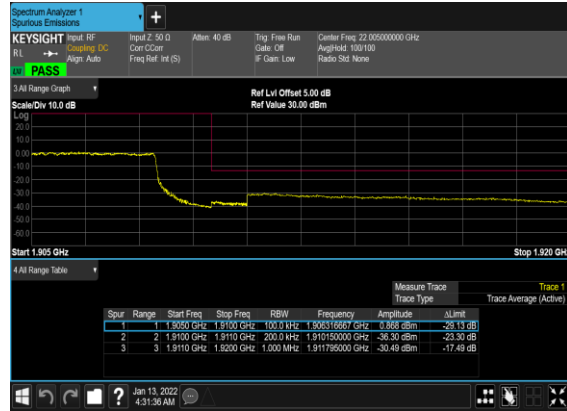 Spectrum Analyzer 1
Spurious Emissions
KEYSIGHT Input: RF Input Z: 50 Ω Atten: 40 dB Trig: Free Run Center Freq: 22.005000000 GHz
RL Coupling: DC Corr CCorr Gate: Off Avg|Hold: 100/100
Align: Auto Freq Ref: Int (S) IF Gain: Low Radio Std: None
PASS
3 All Range Graph
Ref Lvl Offset 5.00 dB
Scale/Div 10.0 dB Ref Value 30.00 dBm
Log
20.0
10.0
0.00
-10.0
-20.0
-30.0
-40.0
-50.0
-60.0
Start 1.905 GHz Stop 1.920 GH
4 All Range Table
Measure Trace Trace 1
Trace Type Trace Average (Active)
Spur Range Start Freq Stop Freq RBW Frequency Amplitude ΔLimit
1 1 1.9050 GHz 1.9100 GHz 100.0 kHz 1.906316667 GHz 0.868 dBm -29.13 dB
2 2 1.9100 GHz 1.9110 GHz 200.0 kHz 1.910150000 GHz -36.30 dBm -23.30 dB
3 3 1.9110 GHz 1.9200 GHz 1.000 MHz 1.911795000 GHz -30.49 dBm -17.49 dB
? Jan 13, 2022
4:31:36 AM